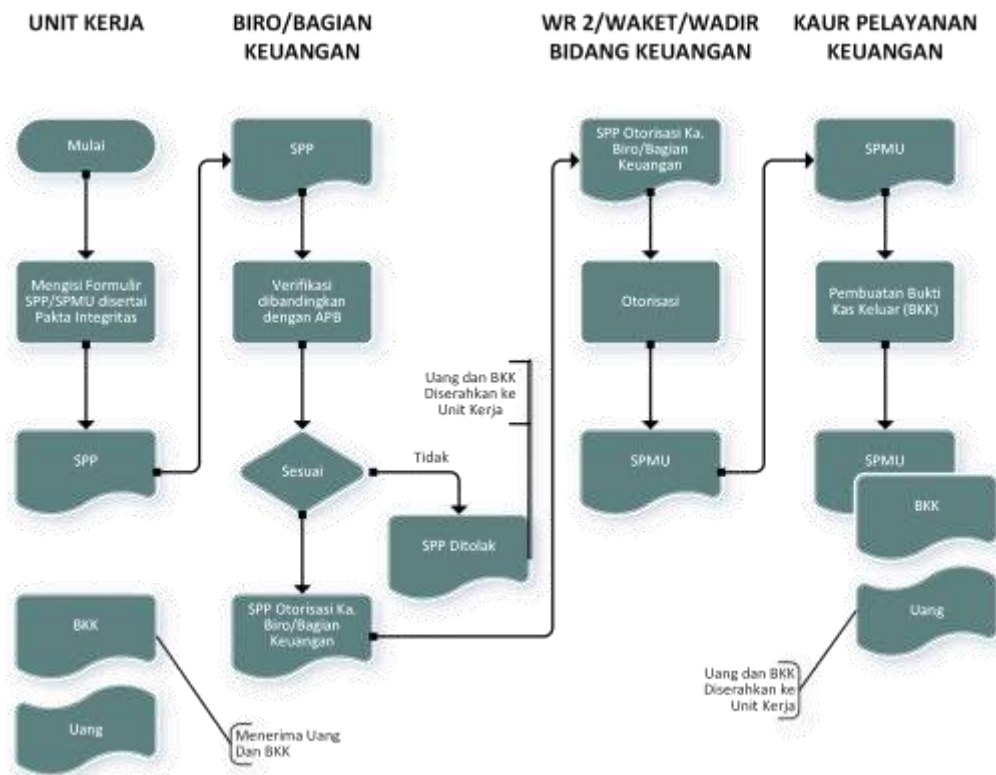 UNIT KERJA
BIRO/BAGIAN
KEUANGAN
WR 2/WAKET/WADIR
BIDANG KEUANGAN
KAUR PELAYANAN
KEUANGAN
Mulai
Mengisi Formulir
SPP/SPMU disertai
Pakta Integritas
SPP
BKK
Uang
Menerima Uang
Dan BKK
SPP
Verifikasi
dibandingkan
dengan APB
Sesuai
Tidak
SPP Ditolak
Uang dan BKK
Diserahkan ke
Unit Kerja
SPP Otorisasi Ka.
Biro/Bagian
Keuangan
SPP Otorisasi Ka.
Biro/Bagian
Keuangan
Otorisasi
SPMU
SPMU
Pembuatan Bukti
Kas Keluar (BKK)
SPMU
BKK
Uang
Uang dan BKK
Diserahkan ke
Unit Kerja